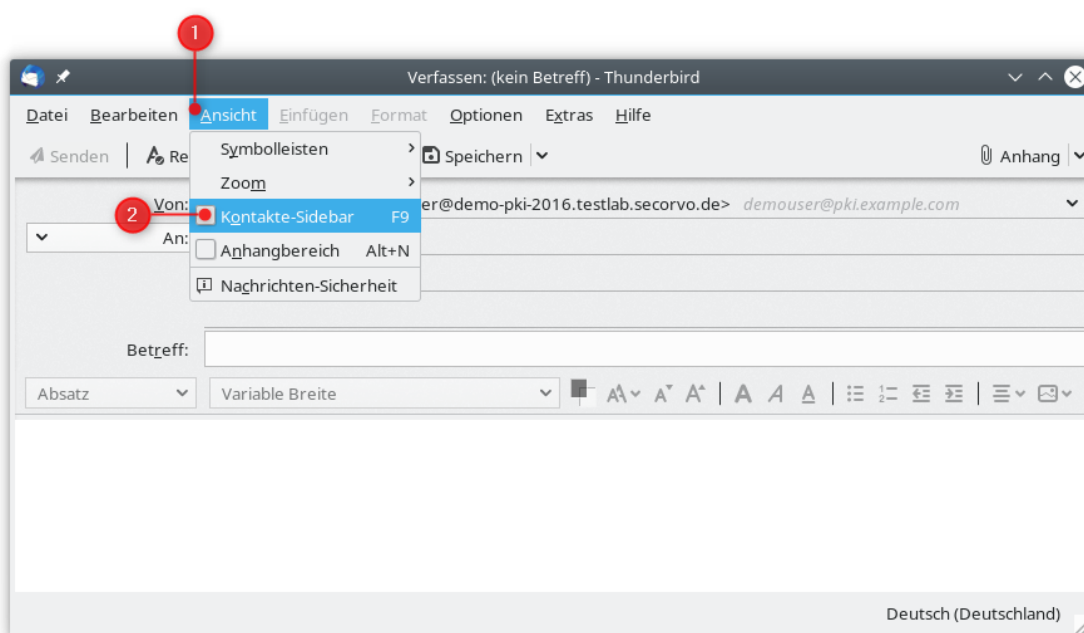 1
Verfassen: (kein Betreff) - Thunderbird
Datei Bearbeiten Ansicht Einfügen Format Optionen Extras Hilfe
Senden Re Speichern Anhang
Symbolleisten
Zoom
Von: er@demo-pki-2016.testlab.secorvo.de> demouser@pki.example.com
2 Kontakte-Sidebar F9
An:
Anhangbereich Alt+N
Nachrichten-Sicherheit
Betreff:
Absatz Variable Breite
Deutsch (Deutschland)